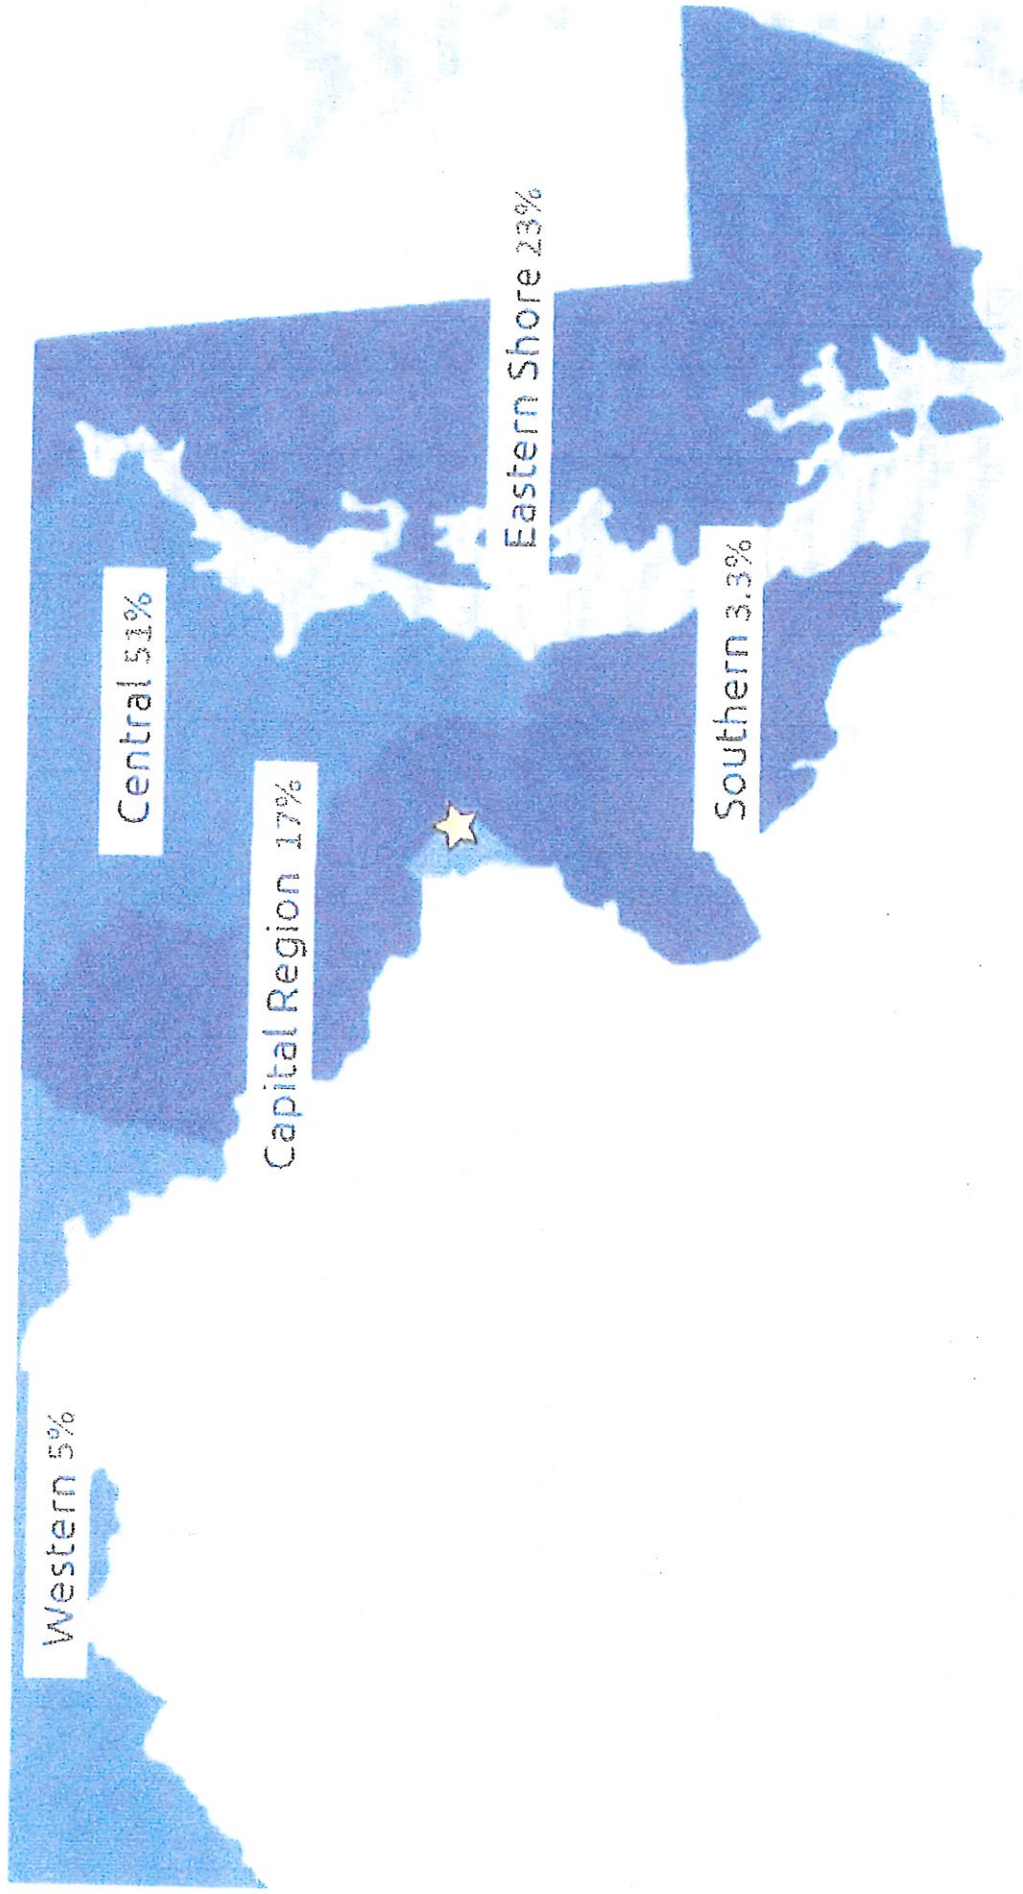 Western 5%
Central 51%
Capital Region 17%
Eastern Shore 23%
Southern 3.3%